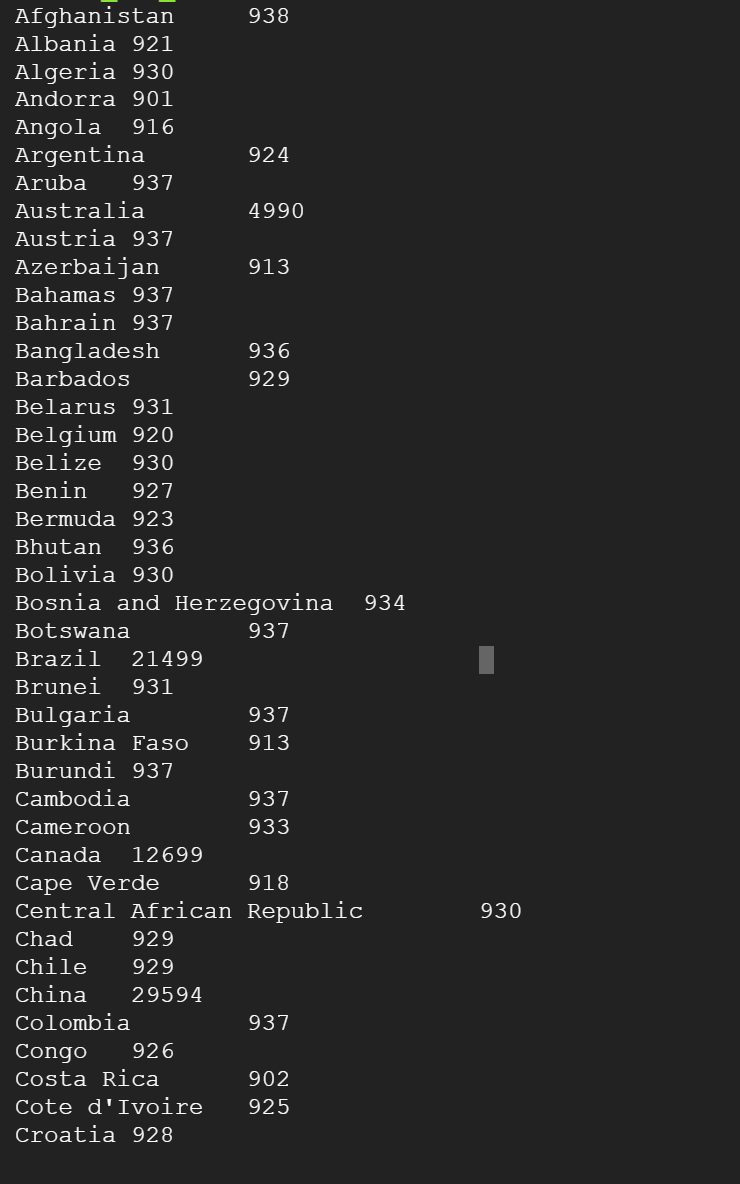 Afghanistan 938
Albania 921
Algeria 930
Andorra 901
Angola 916
Argentina 924
Aruba 937
Australia 4990
Austria 937
Azerbaijan 913
Bahamas 937
Bahrain 937
Bangladesh 936
Barbados 929
Belarus 931
Belgium 920
Belize 930
Benin 927
Bermuda 923
Bhutan 936
Bolivia 930
Bosnia and Herzegovina 934
Botswana 937
Brazil 21499
Brunei 931
Bulgaria 937
Burkina Faso 913
Burundi 937
Cambodia 937
Cameroon 933
Canada 12699
Cape Verde 918
Central African Republic 930
Chad 929
Chile 929
China 29594
Colombia 937
Congo 926
Costa Rica 902
Cote d'Ivoire 925
Croatia 928